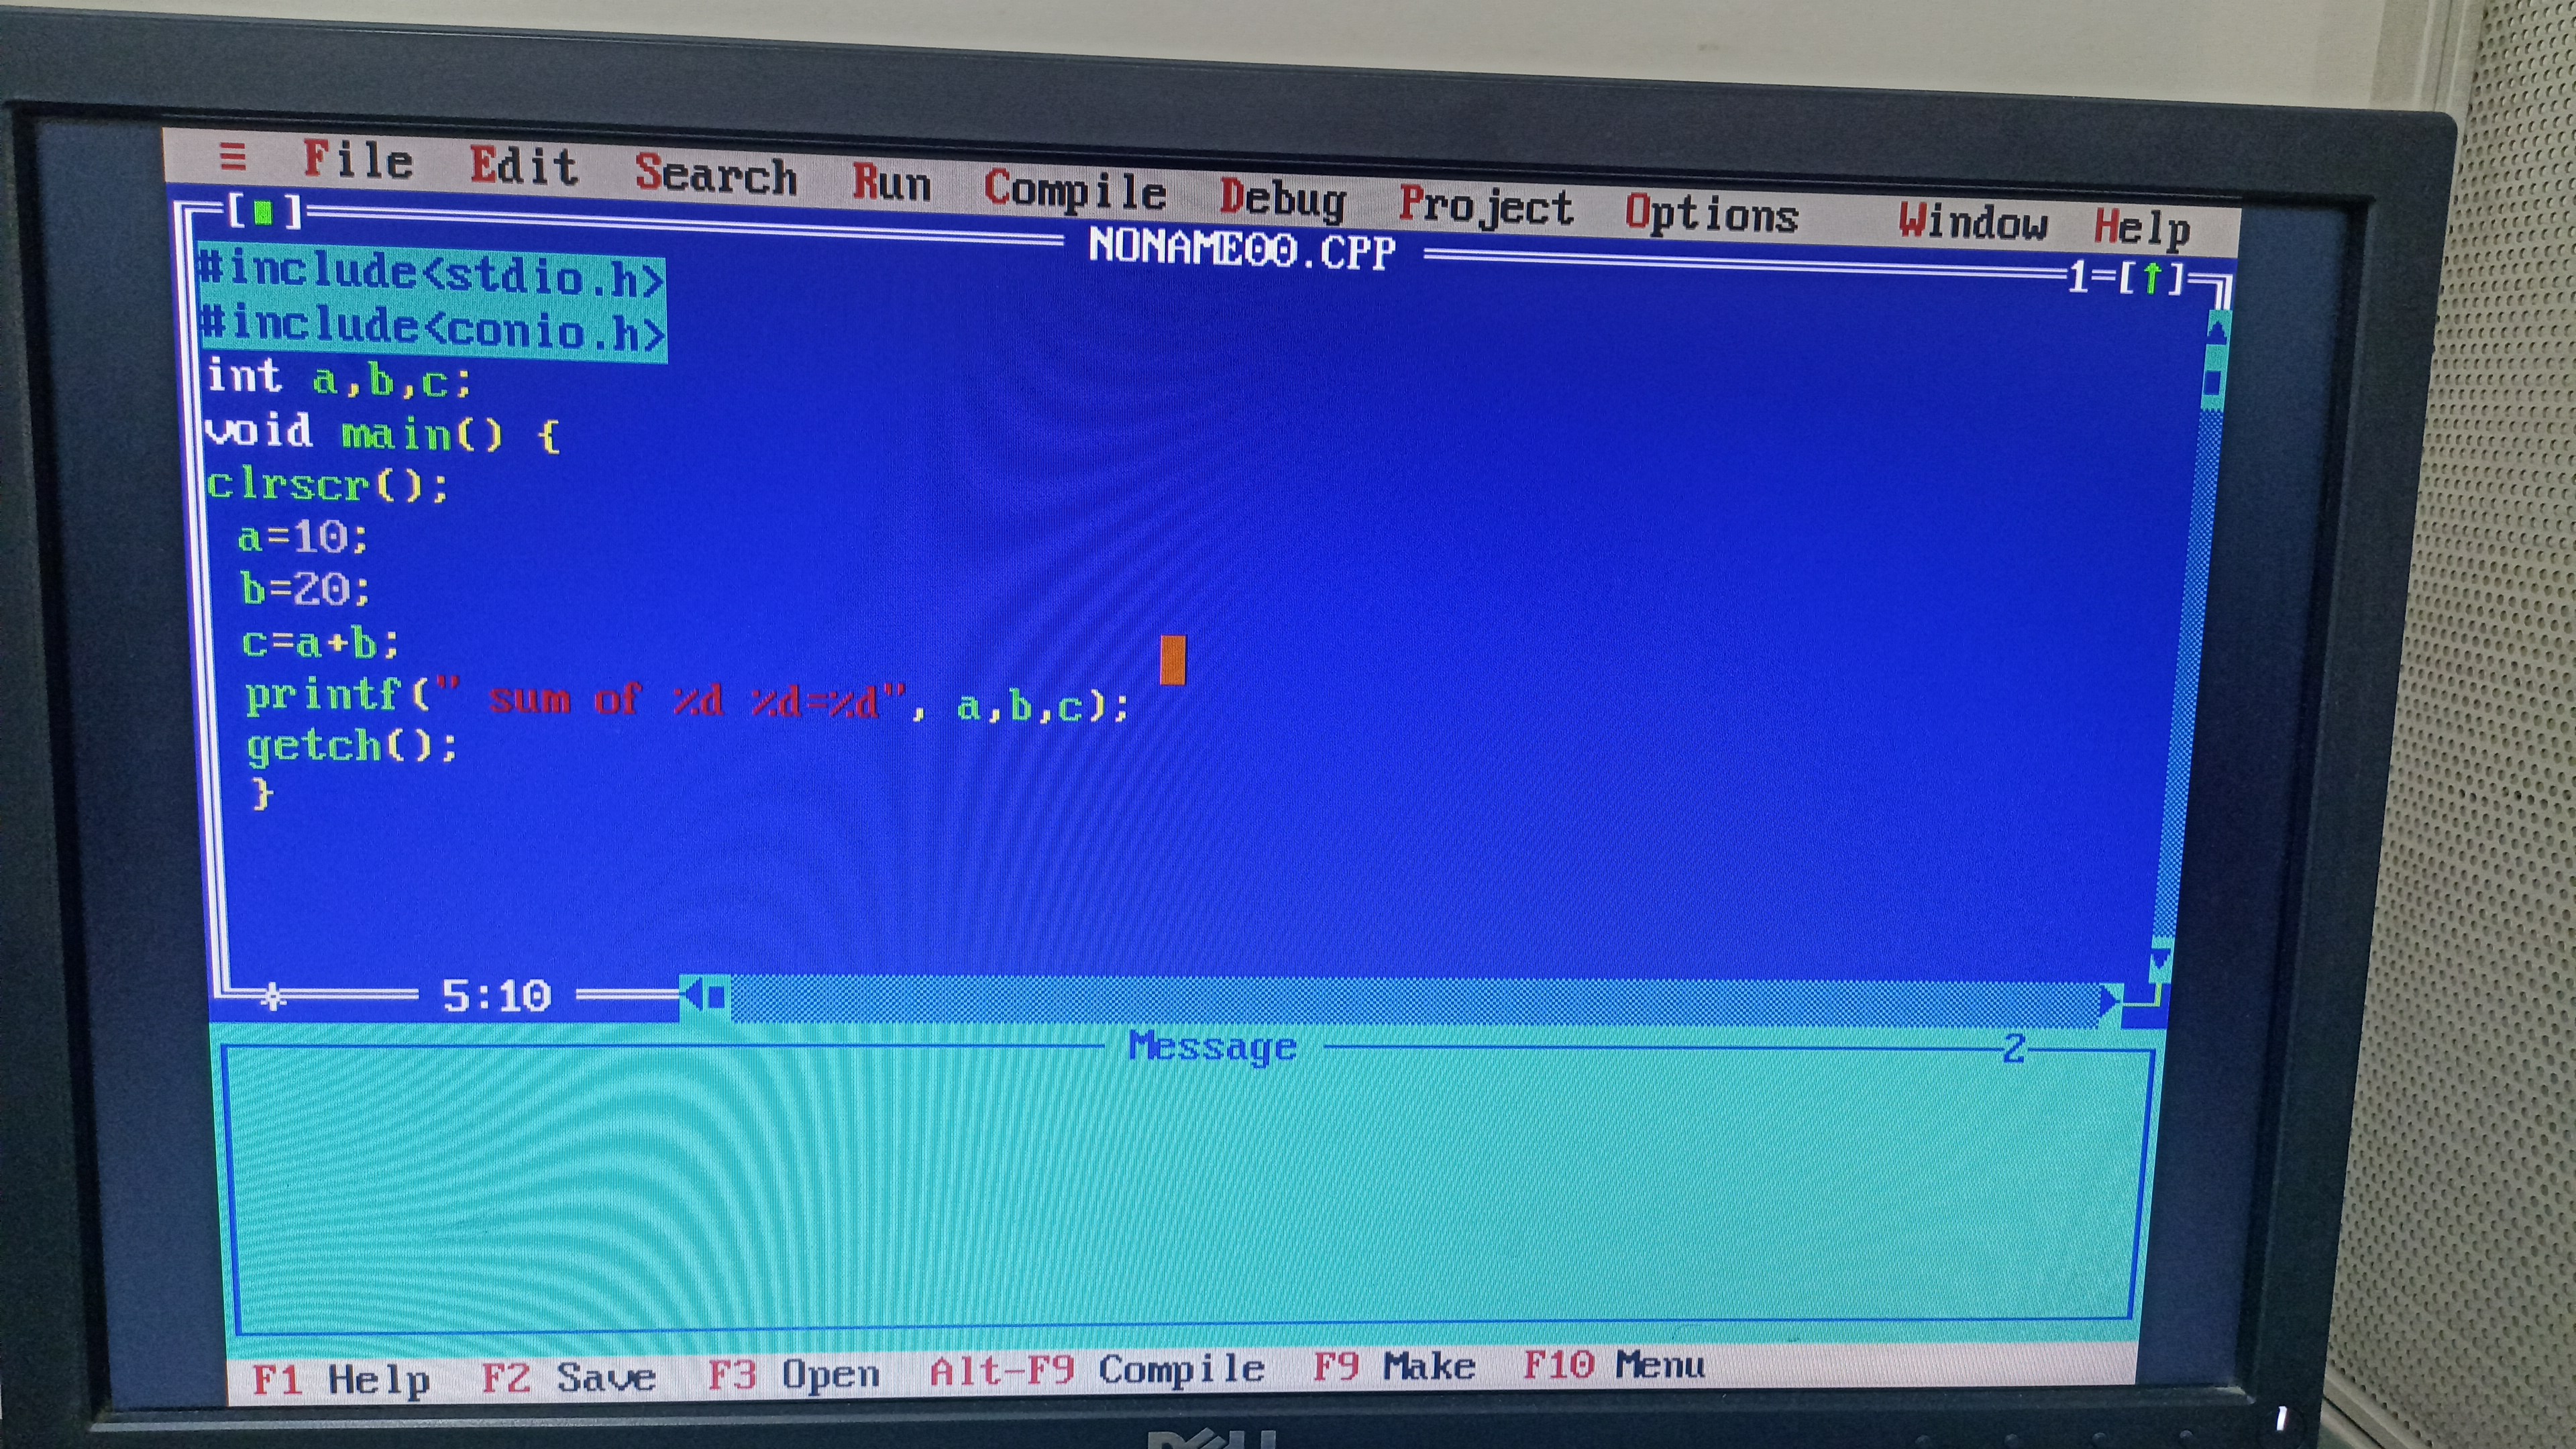 ≡ File Edit Search Run Compile Debug Project Options Window Help
[■] NONAME00.CPP 1=[↑]
#include<stdio.h>
#include<conio.h>
int a,b,c;
void main() {
clrscr();
a=10;
b=20;
c=a+b;
printf(" sum of %d %d=%d", a,b,c);
getch();
}
5:10
Message 2
F1 Help F2 Save F3 Open Alt-F9 Compile F9 Make F10 Menu
DELL